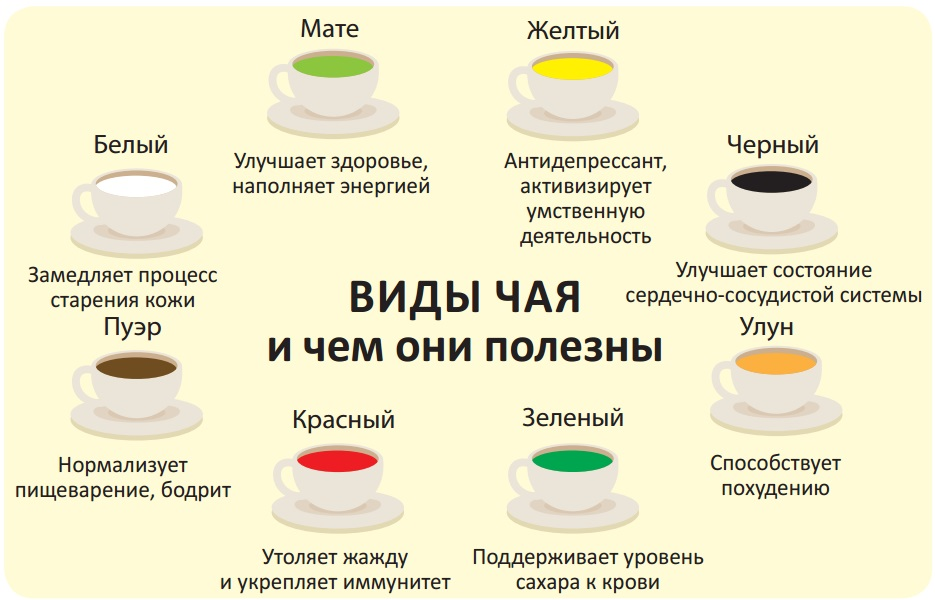 Мате
Улучшает здоровье,
наполняет энергией
Желтый
Антидепрессант,
активизирует
умственную
деятельность
Белый
Замедляет процесс
старения кожи
Черный
Улучшает состояние
сердечно-сосудистой системы
ВИДЫ ЧАЯ
и чем они полезны
Пуэр
Нормализует
пищеварение, бодрит
Улун
Способствует
похудению
Красный
Утоляет жажду
и укрепляет иммунитет
Зеленый
Поддерживает уровень
сахара к крови